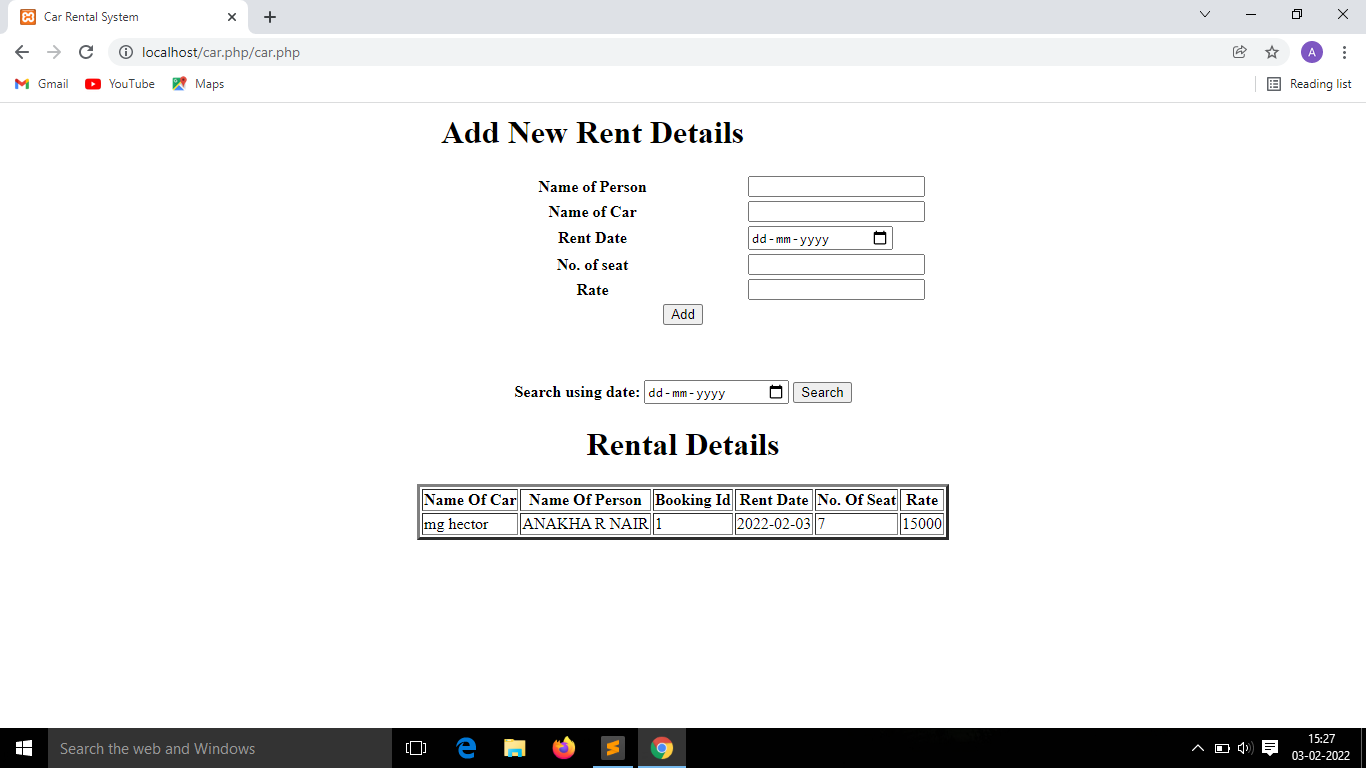 Car Rental System
localhost/car.php/car.php
A
Gmail YouTube Maps Reading list
Add New Rent Details
Name of Person
Name of Car
Rent Date dd-mm-yyyy
No. of seat
Rate
Add
Search using date: dd-mm-yyyy Search
Rental Details
Name Of Car Name Of Person Booking Id Rent Date No. Of Seat Rate
mg hector ANAKHA R NAIR 1 2022-02-03 7 15000
Search the web and Windows
15:27
03-02-2022